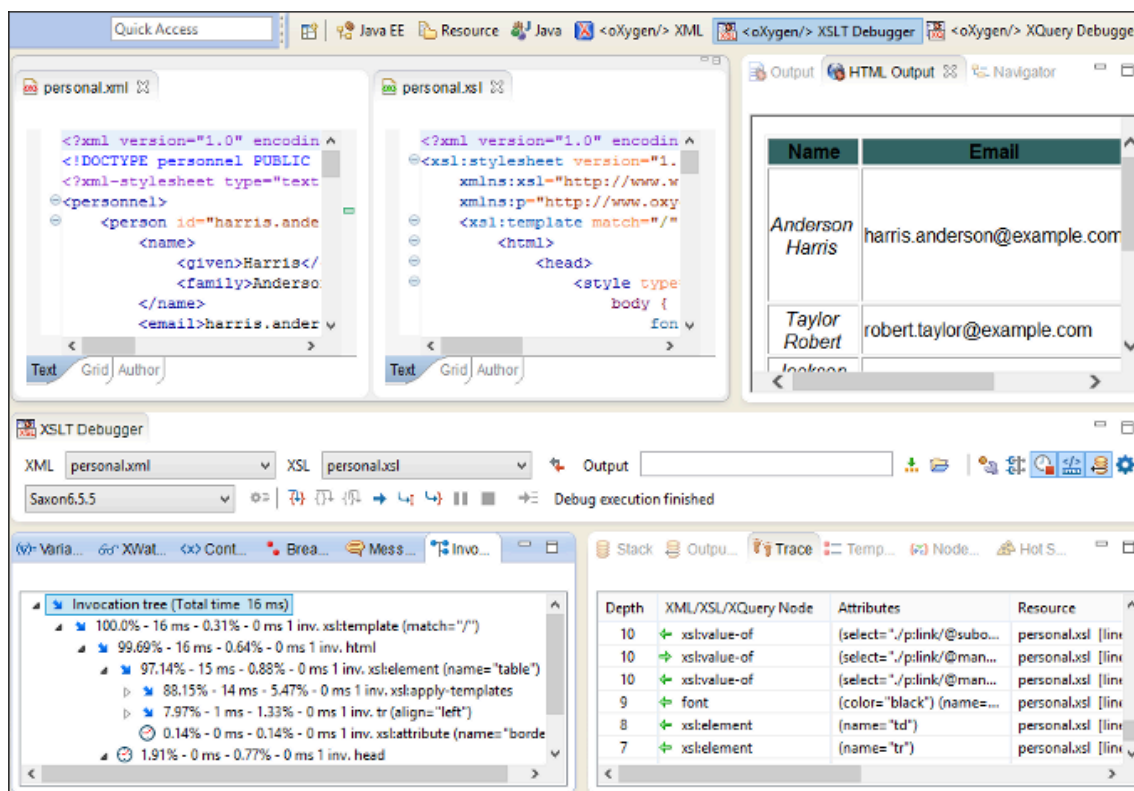 Quick Access
Java EE Resource Java <oXygen/> XML <oXygen/> XSLT Debugger <oXygen/> XQuery Debugge
personal.xml
personal.xsl
Output HTML Output Navigator
<?xml version="1.0" encodin
<!DOCTYPE personnel PUBLIC
<?xml-stylesheet type="text
<personnel>
<person id="harris.ande
<name>
<given>Harris</
<family>Anderso
</name>
<email>harris.ander
Text Grid Author
<?xml version="1.0" encodin
<xsl:stylesheet version="1.
xmlns:xsl="http://www.w
xmlns:p="http://www.oxy
<xsl:template match="/"
<html>
<head>
<style type
body {
fon
Text Grid Author
Name Email
Anderson Harris harris.anderson@example.com
Taylor Robert robert.taylor@example.com
XSLT Debugger
XML personal.xml XSL personal.xsl Output
Saxon6.5.5 Debug execution finished
(v)= Varia... XWat... <x> Cont... Brea... Mess... Invo...
Invocation tree (Total time 16 ms)
100.0% - 16 ms - 0.31% - 0 ms 1 inv. xsl:template (match="/")
99.69% - 16 ms - 0.64% - 0 ms 1 inv. html
97.14% - 15 ms - 0.88% - 0 ms 1 inv. xsl:element (name="table")
88.15% - 14 ms - 5.47% - 0 ms 1 inv. xsl:apply-templates
7.97% - 1 ms - 1.33% - 0 ms 1 inv. tr (align="left")
0.14% - 0 ms - 0.14% - 0 ms 1 inv. xsl:attribute (name="borde
1.91% - 0 ms - 0.77% - 0 ms 1 inv. head
Stack Outpu... Trace Temp... Node... Hot S...
Depth XML/XSL/XQuery Node Attributes Resource
10 xsl:value-of (select="./p:link/@subo... personal.xsl [line
10 xsl:value-of (select="./p:link/@man... personal.xsl [line
10 xsl:value-of (select="./p:link/@man... personal.xsl [line
9 font (color="black") (name=... personal.xsl [line
8 xsl:element (name="td") personal.xsl [line
7 xsl:element (name="tr") personal.xsl [line